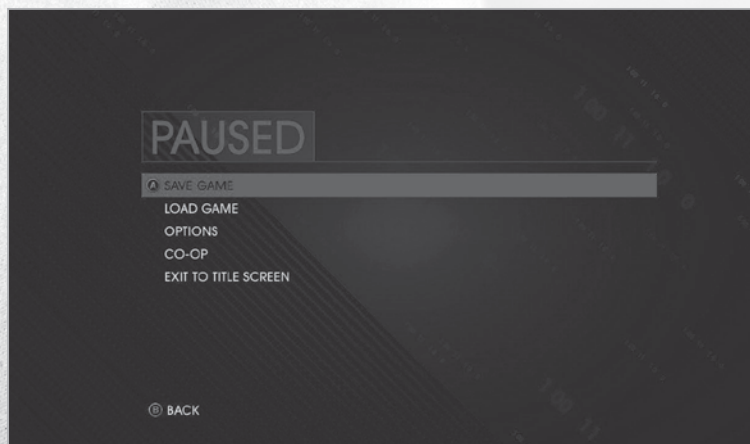 PAUSED
A SAVE GAME
LOAD GAME
OPTIONS
CO-OP
EXIT TO TITLE SCREEN
B BACK